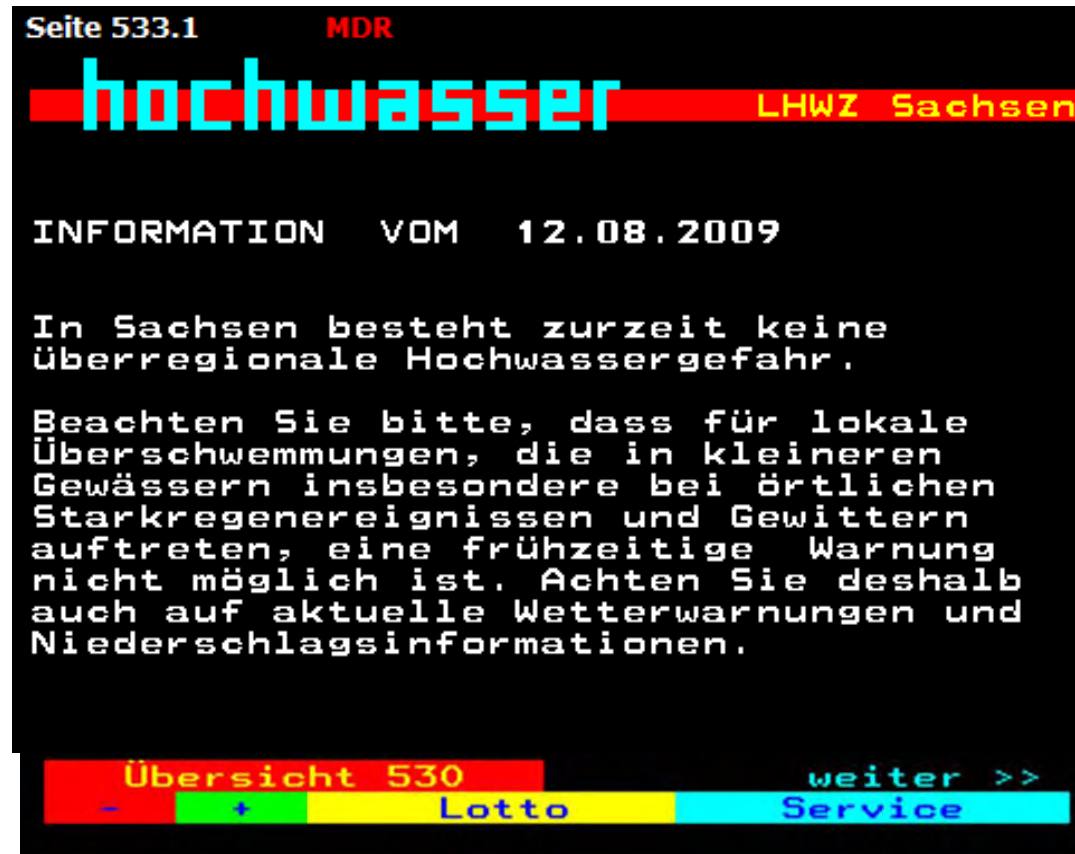 Seite 533.1 MDR
hochwasser LHWZ Sachsen
INFORMATION VOM 12.08.2009
In Sachsen besteht zurzeit keine
überregionale Hochwassergefahr.
Beachten Sie bitte, dass für lokale
Überschwemmungen, die in kleineren
Gewässern insbesondere bei örtlichen
Starkregenereignissen und Gewittern
auftreten, eine frühzeitige Warnung
nicht möglich ist. Achten Sie deshalb
auch auf aktuelle Wetterwarnungen und
Niederschlagsinformationen.
Übersicht 530 weiter >>
- + Lotto Service